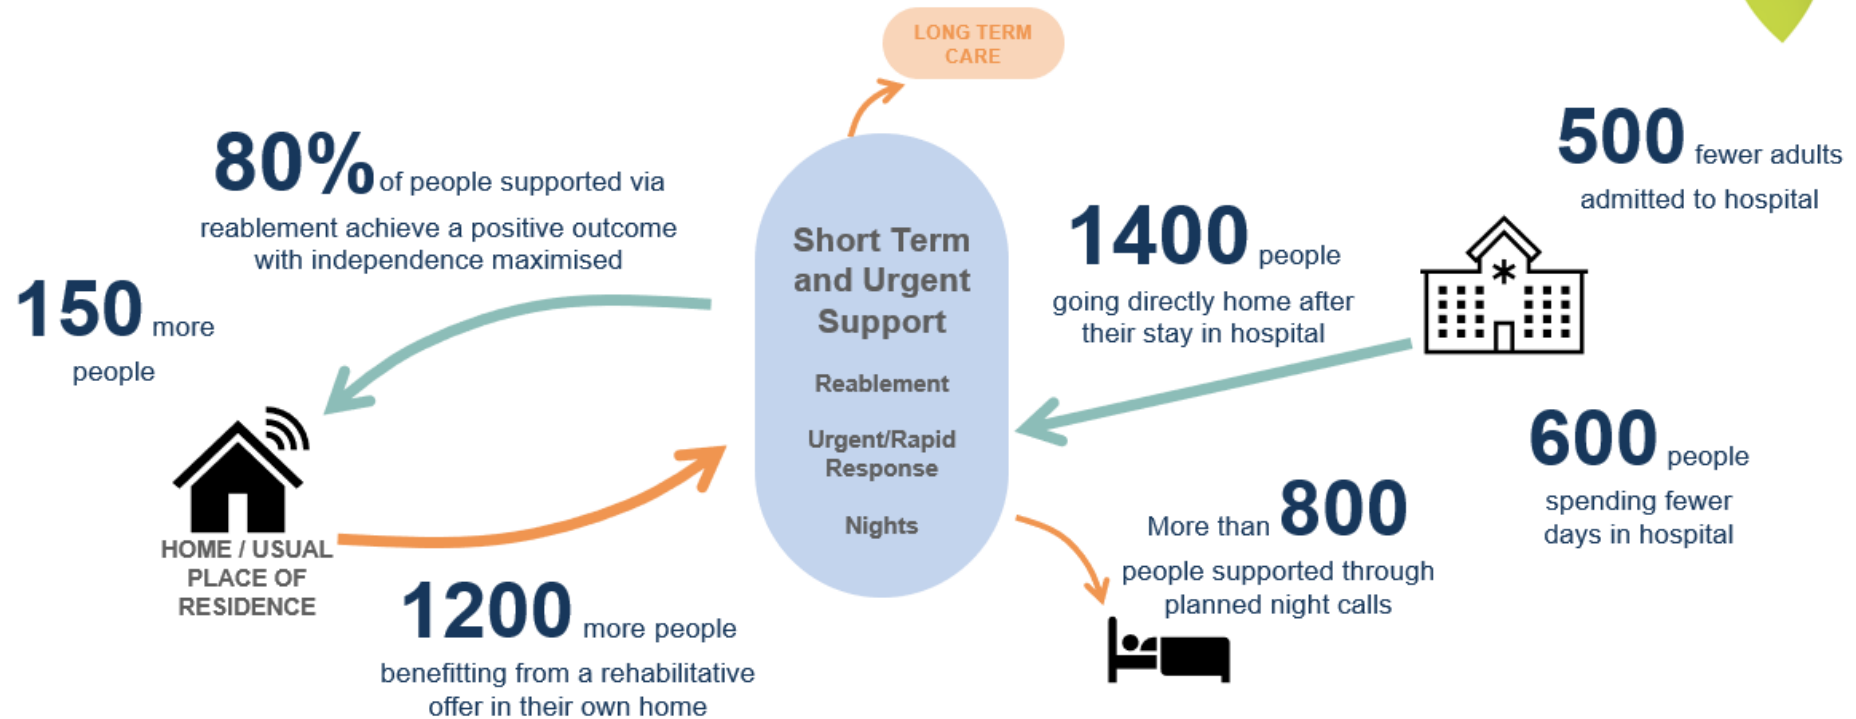 LONG TERM
CARE
80% of people supported via
reablement achieve a positive outcome
with independence maximised
150 more
people
HOME / USUAL
PLACE OF
RESIDENCE
1200 more people
benefitting from a rehabilitative
offer in their own home
Short Term
and Urgent
Support
Reablement
Urgent/Rapid
Response
Nights
1400 people
going directly home after
their stay in hospital
More than 800
people supported through
planned night calls
500 fewer adults
admitted to hospital
600 people
spending fewer
days in hospital